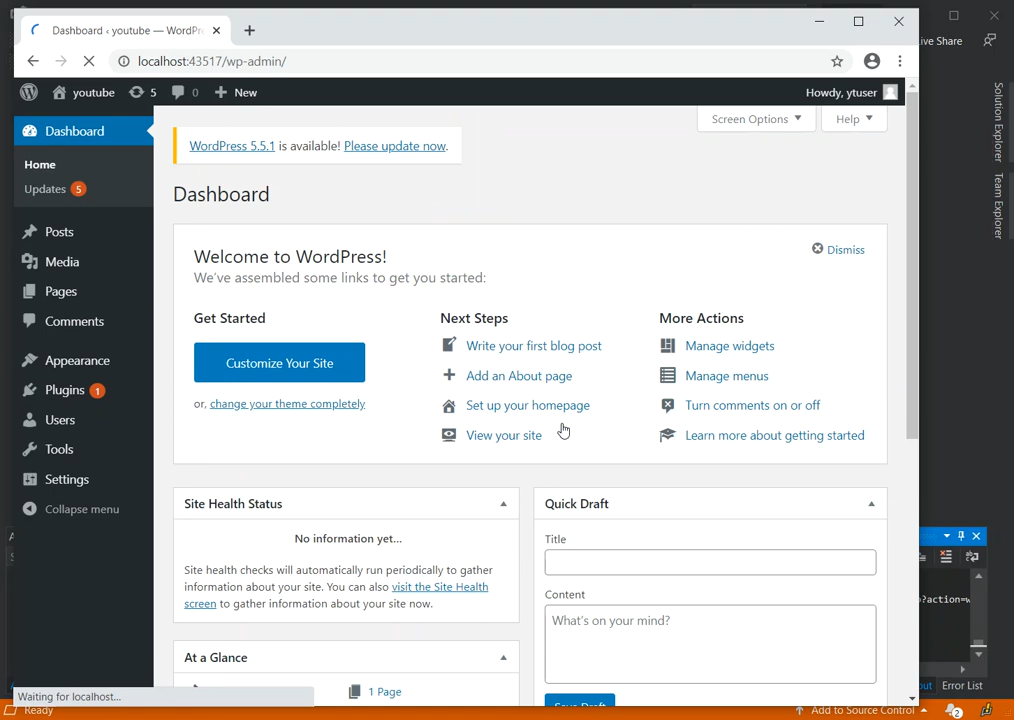 Dashboard ‹ youtube — WordPr
localhost:43517/wp-admin/
ive Share
youtube
5
0
New
Howdy, ytuser
Screen Options
Help
Solution Explorer
Team Explorer
Dashboard
Home
Updates 5
Posts
Media
Pages
Comments
Appearance
Plugins 1
Users
Tools
Settings
Collapse menu
WordPress 5.5.1 is available! Please update now.
Dashboard
Welcome to WordPress!
We've assembled some links to get you started:
Dismiss
Get Started
Customize Your Site
or, change your theme completely
Next Steps
Write your first blog post
Add an About page
Set up your homepage
View your site
More Actions
Manage widgets
Manage menus
Turn comments on or off
Learn more about getting started
Site Health Status
No information yet...
Site health checks will automatically run periodically to gather
information about your site. You can also visit the Site Health
screen to gather information about your site now.
At a Glance
1 Page
Quick Draft
Title
Content
What's on your mind?
Save Draft
?action=w
out
Error List
Waiting for localhost...
Ready
Add to Source Control
2